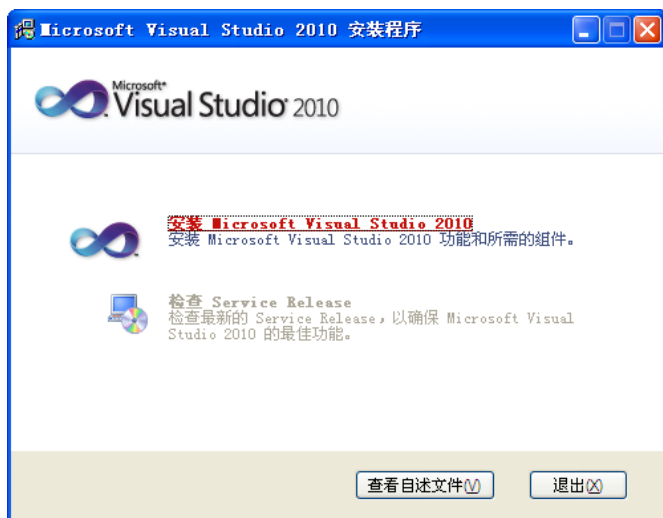 Microsoft Visual Studio 2010 安装程序
Microsoft®
Visual Studio® 2010
安装 Microsoft Visual Studio 2010
安装 Microsoft Visual Studio 2010 功能和所需的组件。
检查 Service Release
检查最新的 Service Release，以确保 Microsoft Visual
Studio 2010 的最佳功能。
查看自述文件(V) 退出(X)